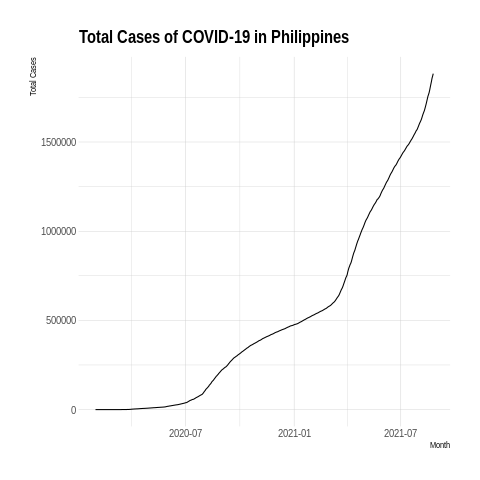 Total Cases of COVID-19 in Philippines
Total Cases
1500000
1000000
500000
0
2020-07 2021-01 2021-07
Month